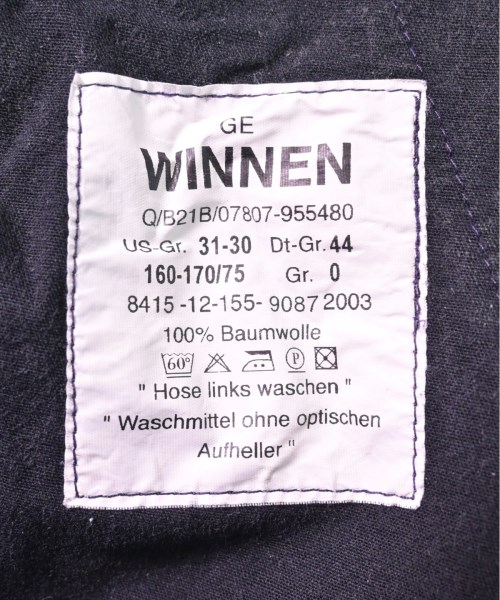 GE
WINNEN
Q/B21B/07807-955480
US-Gr. 31-30 Dt-Gr. 44
160-170/75 Gr. 0
8415-12-155-9087 2003
100% Baumwolle
60° P
" Hose links waschen "
" Waschmittel ohne optischen
Aufheller "